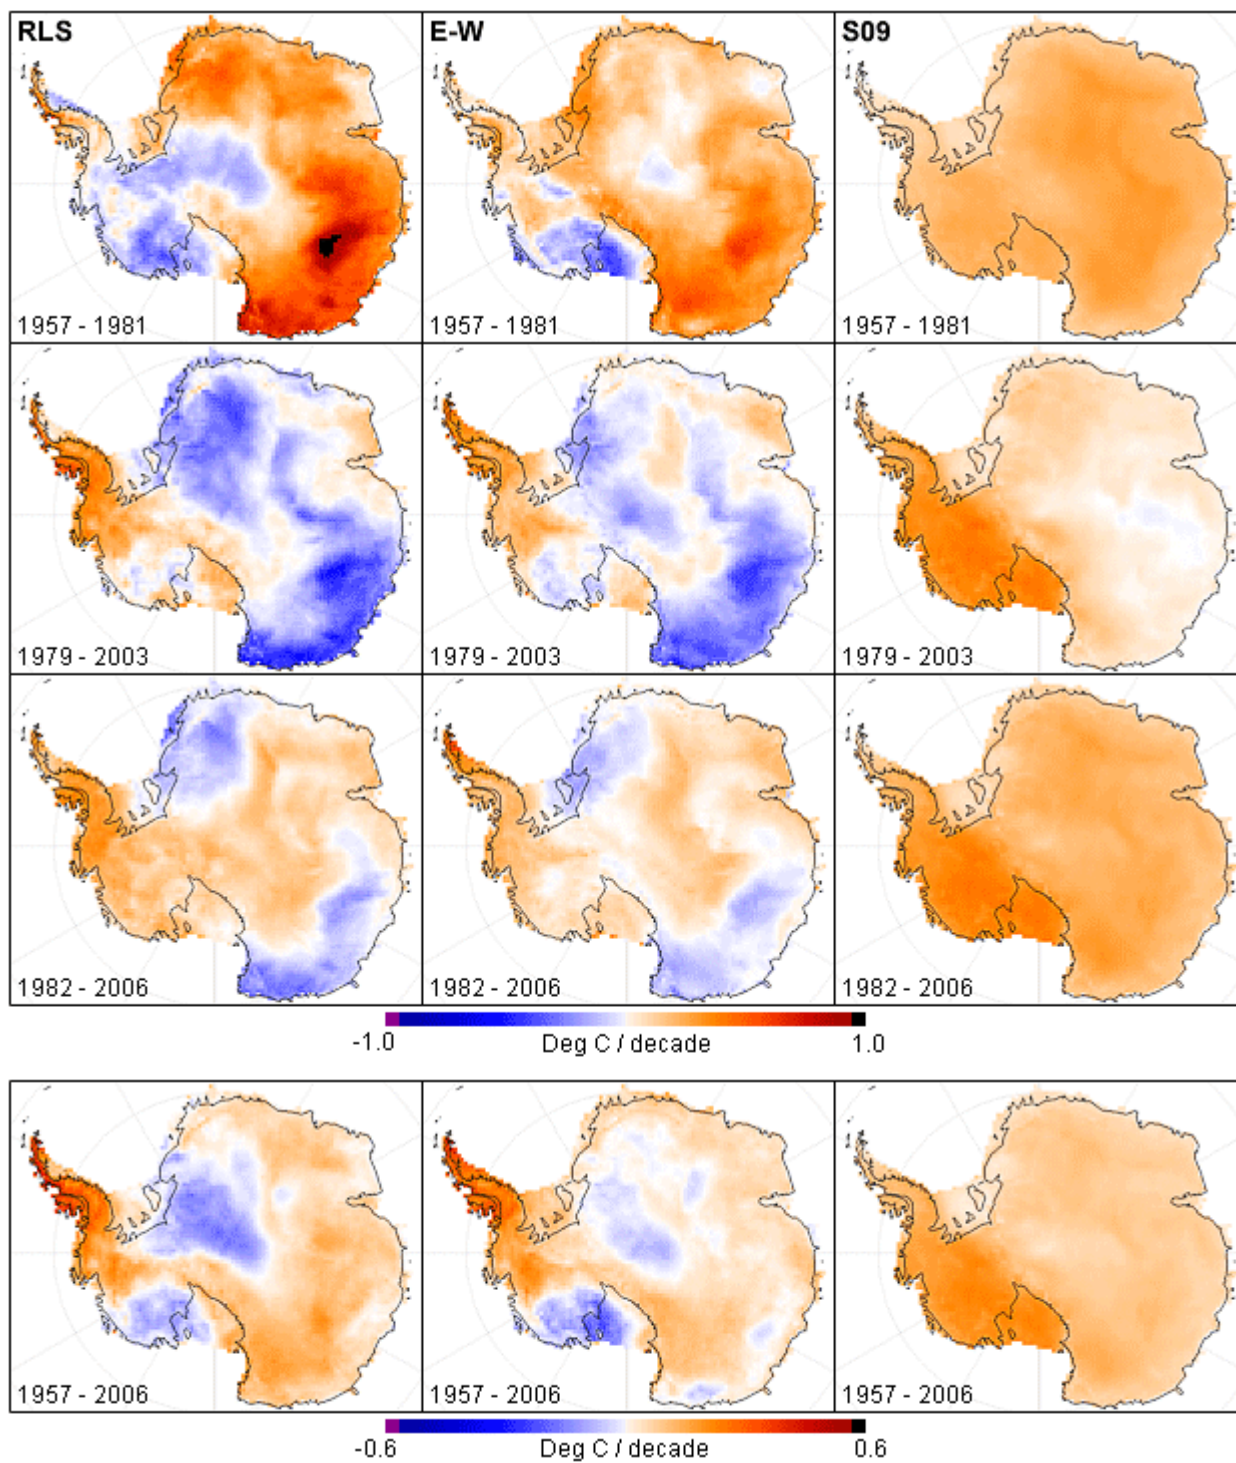 RLS E-W S09
1957 - 1981 1957 - 1981 1957 - 1981
1979 - 2003 1979 - 2003 1979 - 2003
1982 - 2006 1982 - 2006 1982 - 2006
-1.0 Deg C / decade 1.0
1957 - 2006 1957 - 2006 1957 - 2006
-0.6 Deg C / decade 0.6